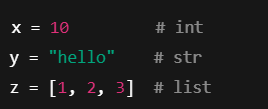 x = 10          # int
y = "hello"     # str
z = [1, 2, 3]   # list